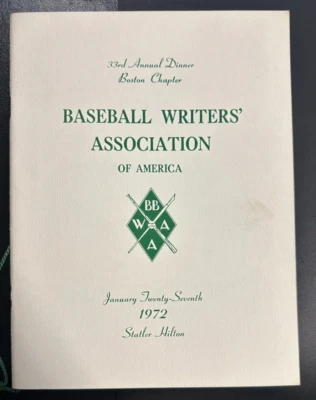 33rd Annual Dinner
Boston Chapter
BASEBALL WRITERS'
ASSOCIATION
OF AMERICA
BB
W A
A
January Twenty-Seventh
1972
Statler Hilton